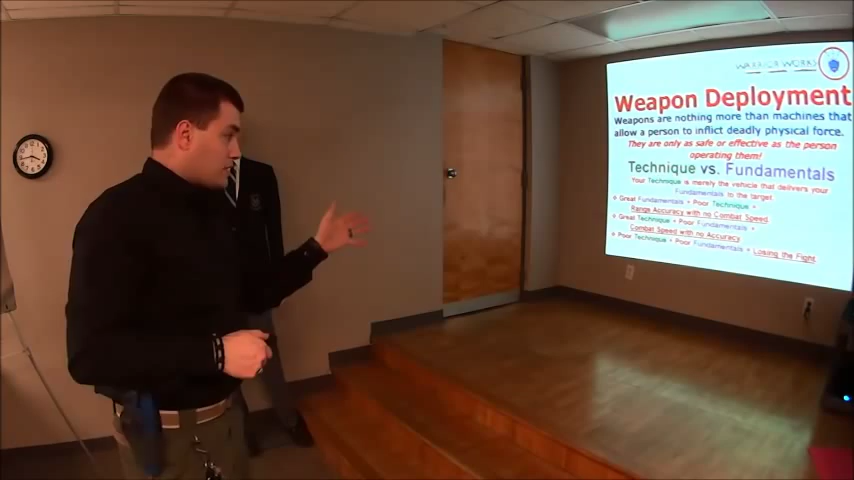 WARRIOR WORKS
Weapon Deployment
Weapons are nothing more than machines that
allow a person to inflict deadly physical force.
They are only as safe or effective as the person
operating them!
Technique vs. Fundamentals
Your Technique is merely the vehicle that delivers your
Fundamentals to the target.
Great Fundamentals + Poor Technique =
Range Accuracy with no Combat Speed
Great Technique + Poor Fundamentals =
Combat Speed with no Accuracy
Poor Technique + Poor Fundamentals = Losing the Fight